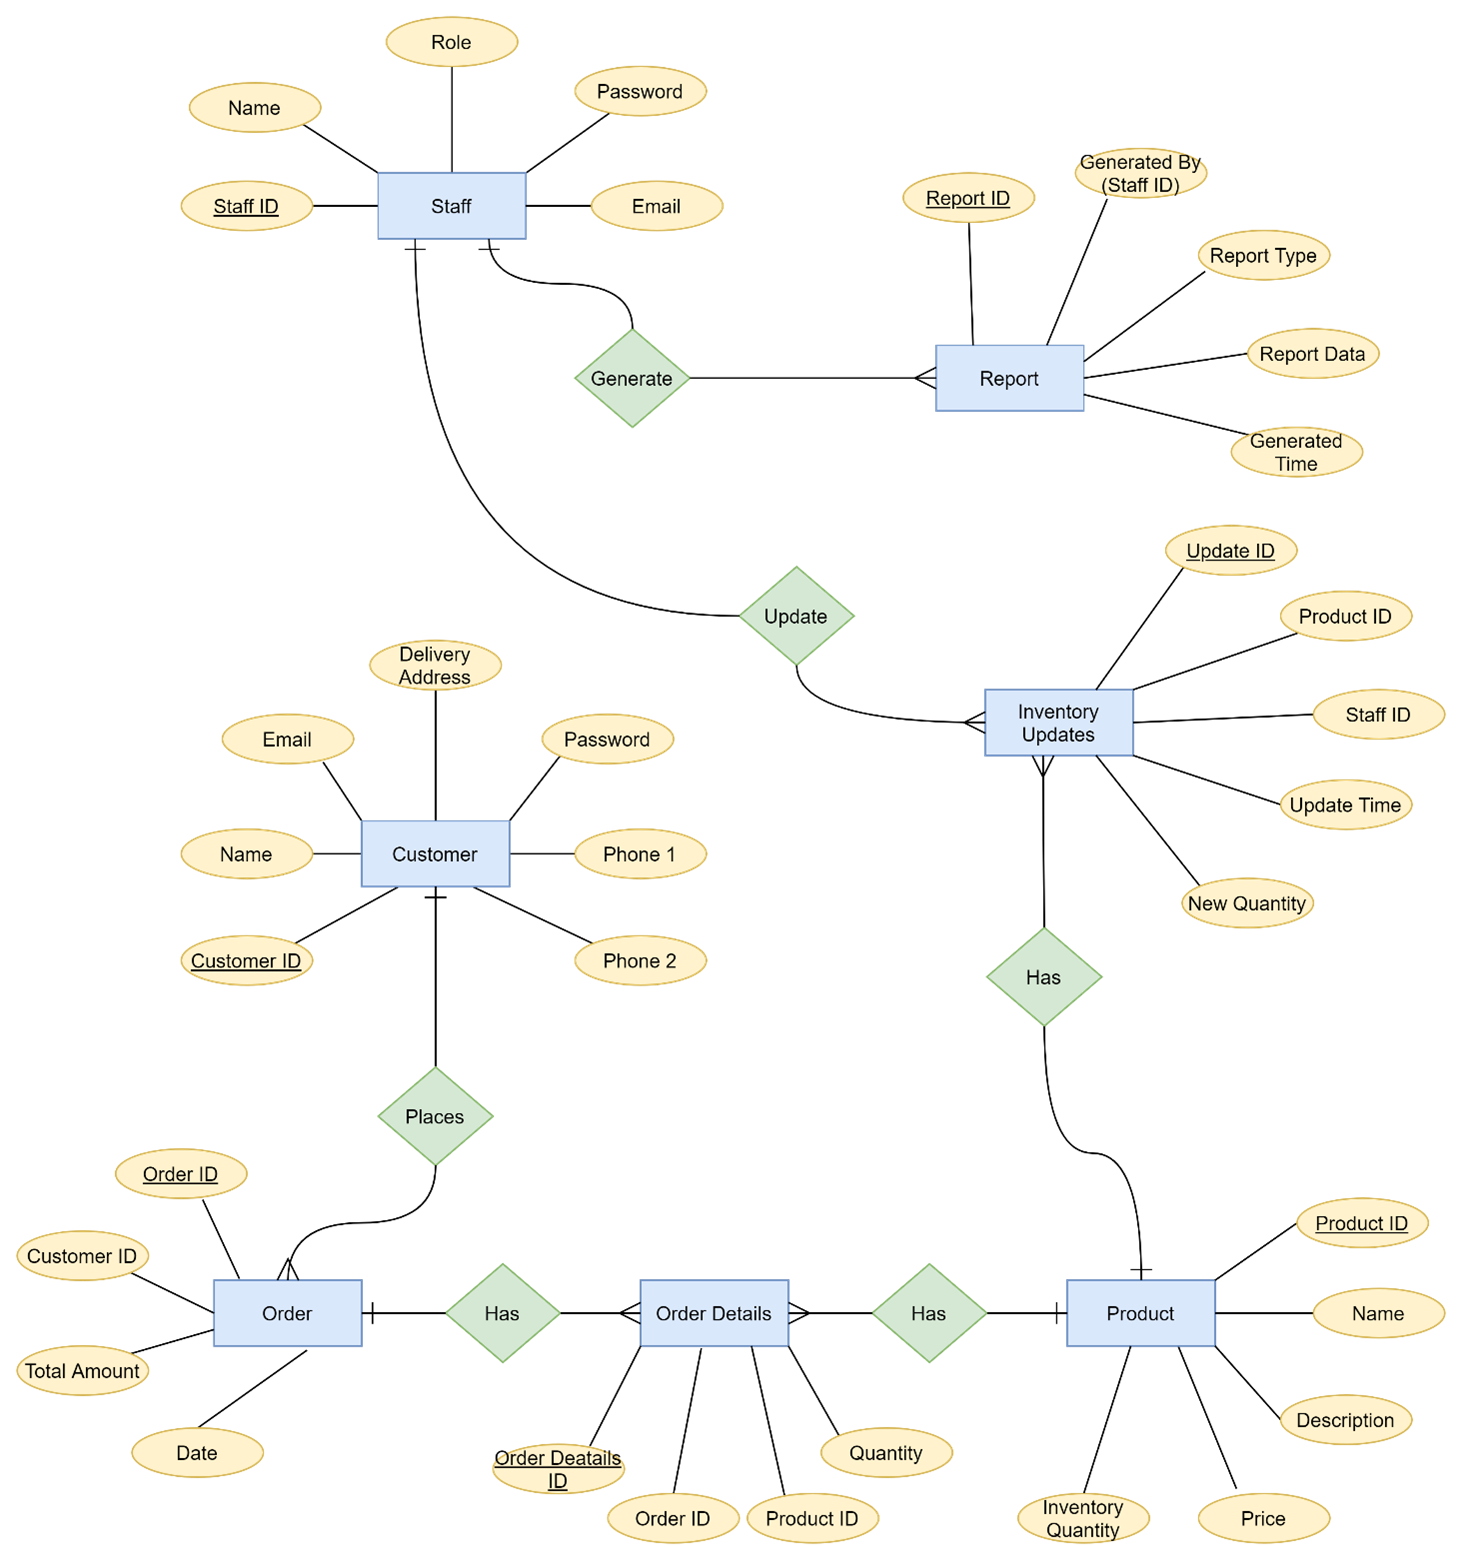 Role
Password
Name
Staff ID
Staff
Email
Generated By
(Staff ID)
Report ID
Report Type
Report Data
Generate
Report
Generated
Time
Update ID
Update
Product ID
Inventory
Updates
Staff ID
Update Time
New Quantity
Delivery
Address
Email
Password
Name
Customer
Phone 1
Customer ID
Phone 2
Has
Places
Order ID
Customer ID
Order
Total Amount
Date
Has
Order Details
Has
Product
Product ID
Name
Description
Order Deatails
ID
Order ID
Product ID
Quantity
Inventory
Quantity
Price